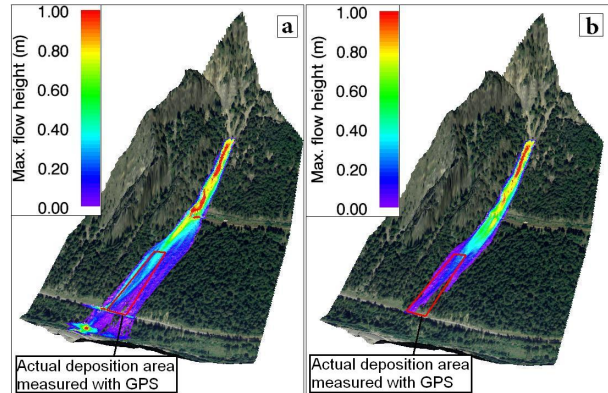 1.00
0.80
0.60
0.40
0.20
0.00
Max. flow height (m)
a
Actual deposition area
measured with GPS
1.00
0.80
0.60
0.40
0.20
0.00
Max. flow height (m)
b
Actual deposition area
measured with GPS